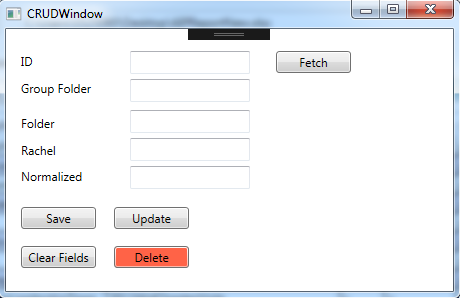 CRUDWindow
ID
Fetch
Group Folder
Folder
Rachel
Normalized
Save Update
Clear Fields Delete